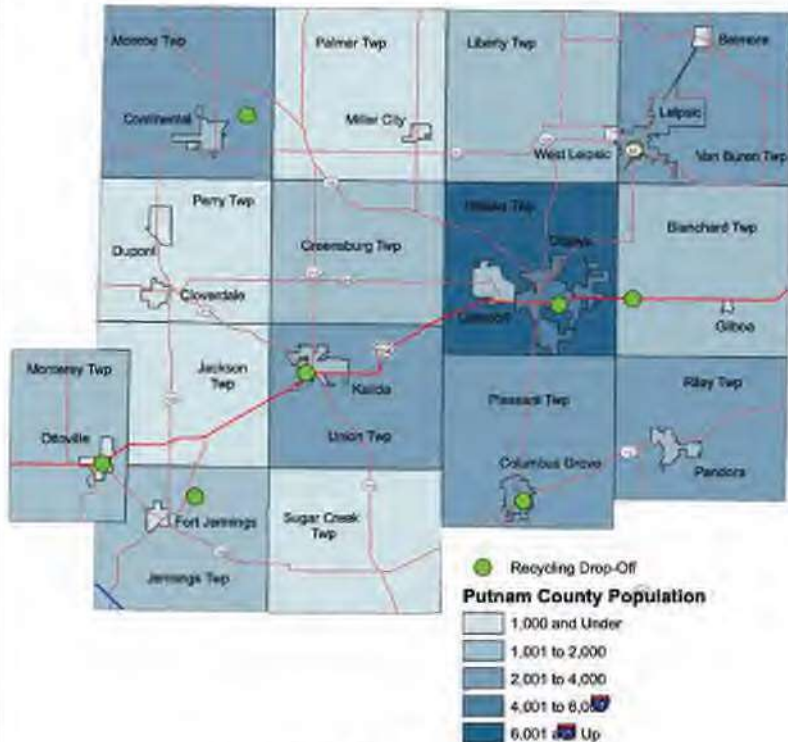 Monroe Twp
Palmer Twp
Liberty Twp
Belmore
Continental
Miller City
Leipsic
West Leipsic
Van Buren Twp
Perry Twp
Ottawa Twp
Blanchard Twp
Dupont
Greensburg Twp
Ottawa
Cloverdale
Glandorf
Gilboa
Monterey Twp
Jackson
Twp
Kalida
Pleasant Twp
Riley Twp
Ottoville
Union Twp
Columbus Grove
Pandora
Fort Jennings
Sugar Creek
Twp
Jennings Twp
Recycling Drop-Off
Putnam County Population
1,000 and Under
1,001 to 2,000
2,001 to 4,000
4,001 to 6,00
6,001 Up